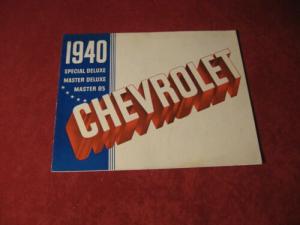 1940
SPECIAL DELUXE
MASTER DELUXE
MASTER 85
CHEVROLET